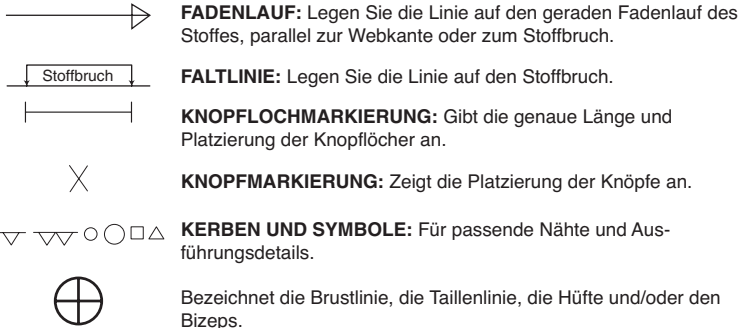 FADENLAUF: Legen Sie die Linie auf den geraden Fadenlauf des
Stoffes, parallel zur Webkante oder zum Stoffbruch.
Stoffbruch
FALTLINIE: Legen Sie die Linie auf den Stoffbruch.
KNOPFLOCHMARKIERUNG: Gibt die genaue Länge und
Platzierung der Knopflöcher an.
KNOPFMARKIERUNG: Zeigt die Platzierung der Knöpfe an.
KERBEN UND SYMBOLE: Für passende Nähte und Aus-
führungsdetails.
Bezeichnet die Brustlinie, die Taillenlinie, die Hüfte und/oder den
Bizeps.